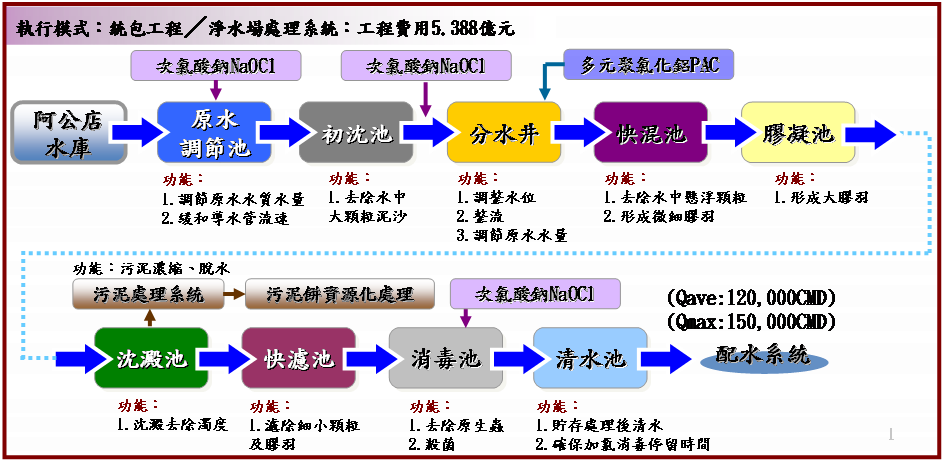 執行模式：統包工程／淨水場處理系統：工程費用5.388億元
次氯酸鈉NaOCl
次氯酸鈉NaOCl
多元聚氯化鋁PAC
阿公店
水庫
原水
調節池
初沈池
分水井
快混池
膠凝池
功能：
1.調節原水水質水量
2.緩和導水管流速
功能：
1.去除水中
大顆粒泥沙
功能：
1.調整水位
2.整流
3.調節原水水量
功能：
1.去除水中懸浮顆粒
2.形成微細膠羽
功能：
1.形成大膠羽
功能：污泥濃縮、脫水
污泥處理系統
污泥餅資源化處理
次氯酸鈉NaOCl
(Qave:120,000CMD)
(Qmax:150,000CMD)
沈澱池
快濾池
消毒池
清水池
配水系統
功能：
1.沈澱去除濁度
功能：
1.濾除細小顆粒
及膠羽
功能：
1.去除原生蟲
2.殺菌
功能：
1.貯存處理後清水
2.確保加氯消毒停留時間
1